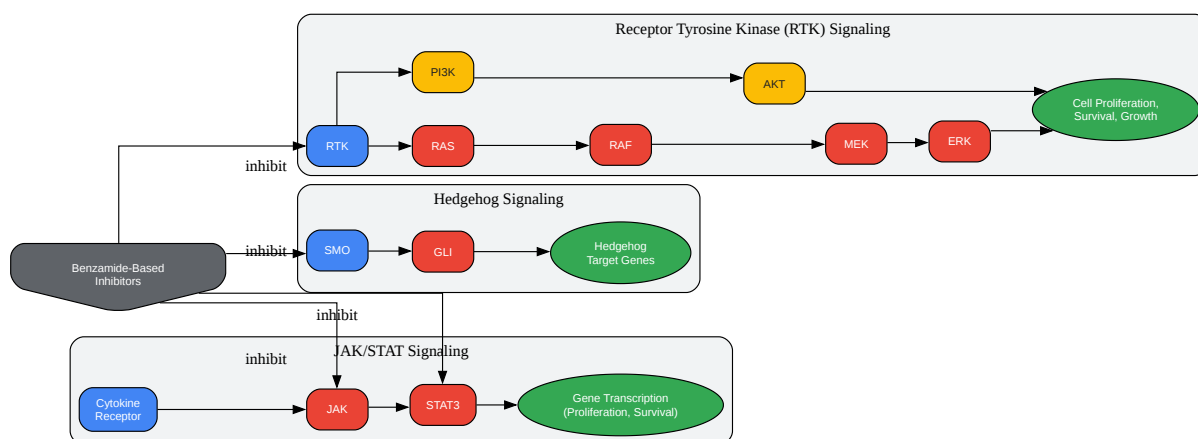 Receptor Tyrosine Kinase (RTK) Signaling
PI3K
AKT
Cell Proliferation,
Survival, Growth
RTK
RAS
RAF
MEK
ERK
inhibit
Hedgehog Signaling
SMO
GLI
Hedgehog
Target Genes
inhibit
Benzamide-Based
Inhibitors
inhibit
JAK/STAT Signaling
inhibit
Cytokine
Receptor
JAK
STAT3
Gene Transcription
(Proliferation, Survival)